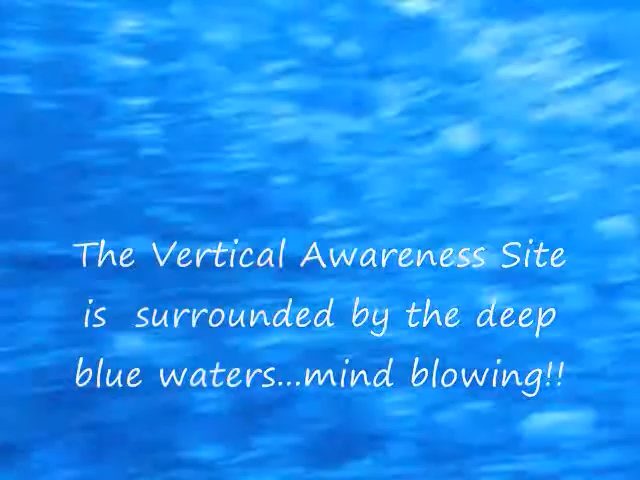 The Vertical Awareness Site
is surrounded by the deep
blue waters...mind blowing!!